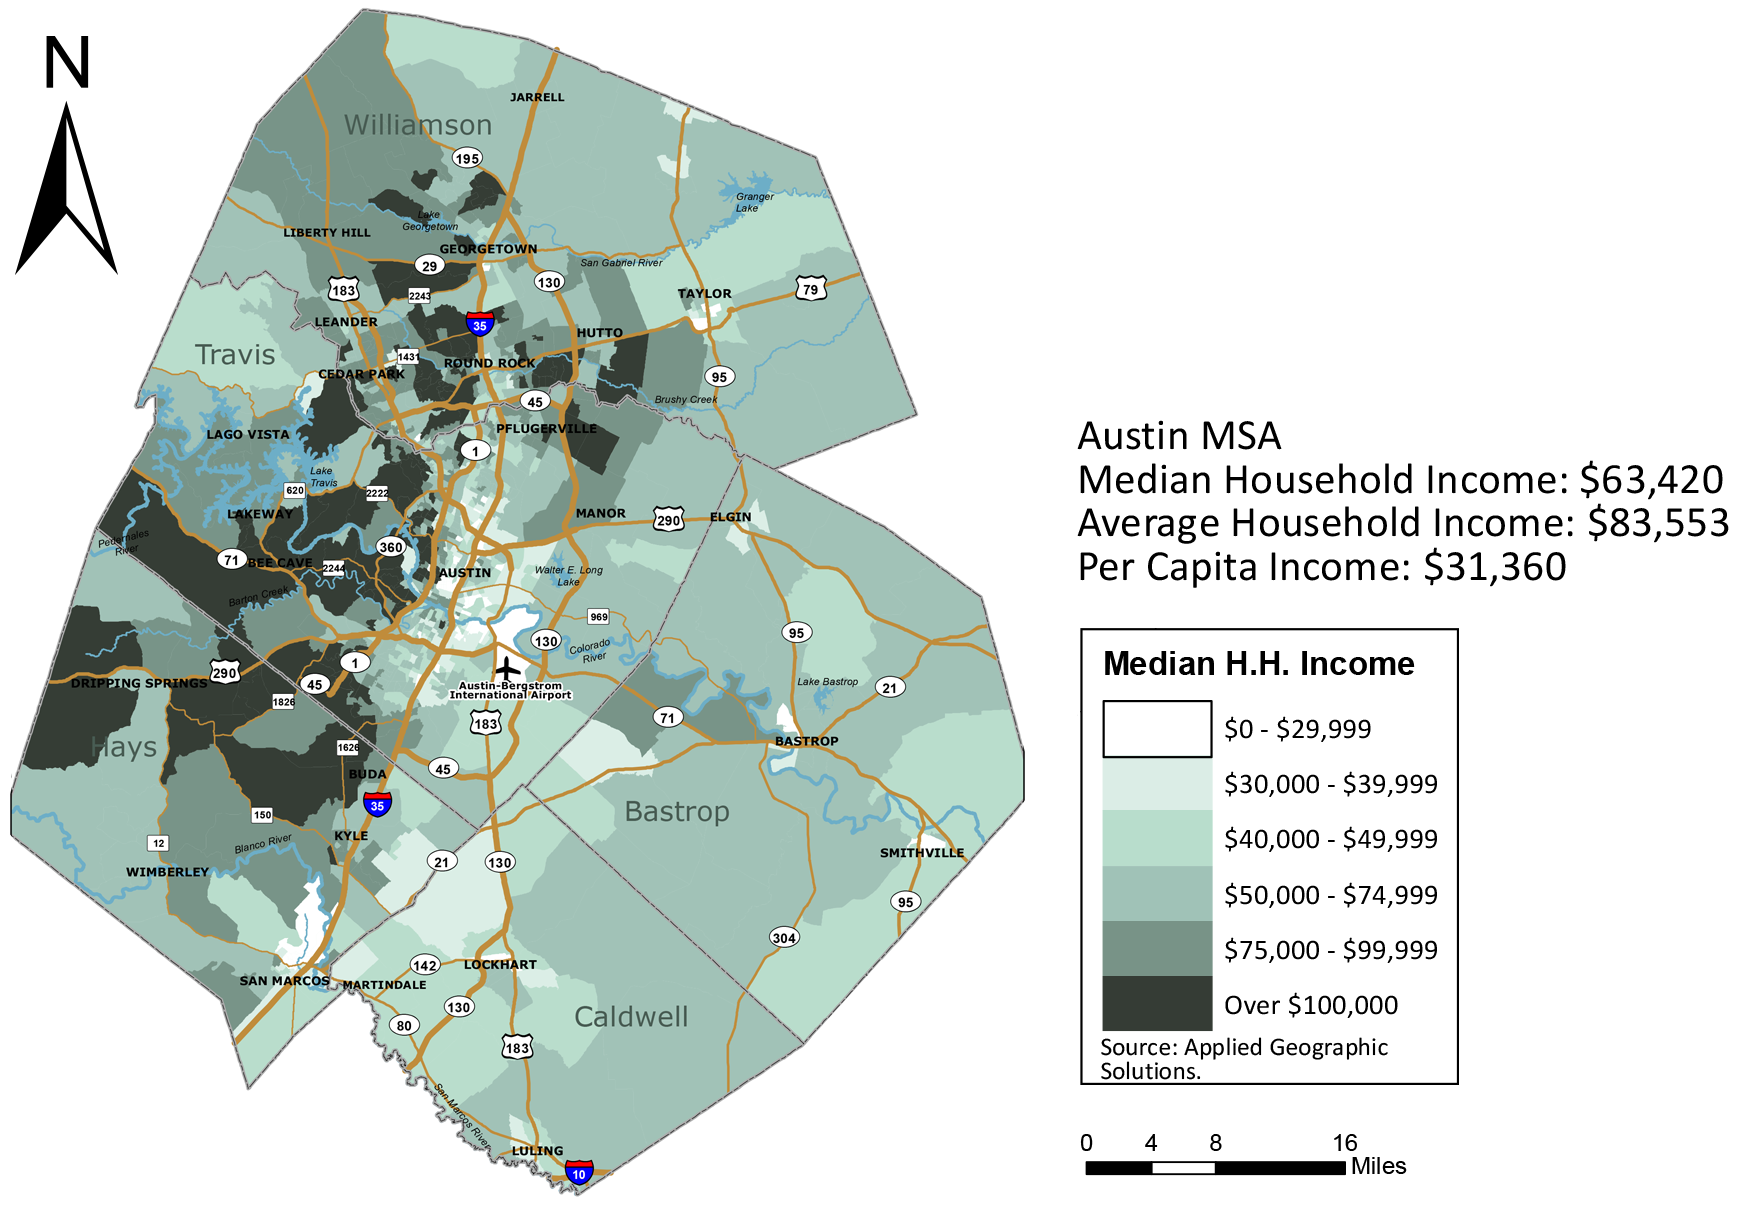 N
JARRELL
Williamson
195
Granger
Lake
Lake
Georgetown
LIBERTY HILL
GEORGETOWN
29
San Gabriel River
130
183
2243
TAYLOR
79
LEANDER
35
HUTTO
Travis
1431
ROUND ROCK
CEDAR PARK
95
45
Brushy Creek
LAGO VISTA
PFLUGERVILLE
1
Lake
Travis
620
2222
LAKEWAY
MANOR
290
ELGIN
Pedernales
River
360
71
BEE CAVE
2244
AUSTIN
Walter E. Long
Lake
Barton Creek
969
95
130
Colorado
River
290
1
DRIPPING SPRINGS
45
Austin-Bergstrom
International Airport
Lake Bastrop
21
1826
183
71
Hays
1626
BASTROP
BUDA
45
35
Bastrop
150
KYLE
12
Blanco River
21
130
SMITHVILLE
WIMBERLEY
95
304
142
LOCKHART
SAN MARCOS
MARTINDALE
130
80
Caldwell
183
San Marcos River
LULING
10
Austin MSA
Median Household Income: $63,420
Average Household Income: $83,553
Per Capita Income: $31,360
Median H.H. Income
$0 - $29,999
$30,000 - $39,999
$40,000 - $49,999
$50,000 - $74,999
$75,000 - $99,999
Over $100,000
Source: Applied Geographic
Solutions.
0 4 8 16
Miles